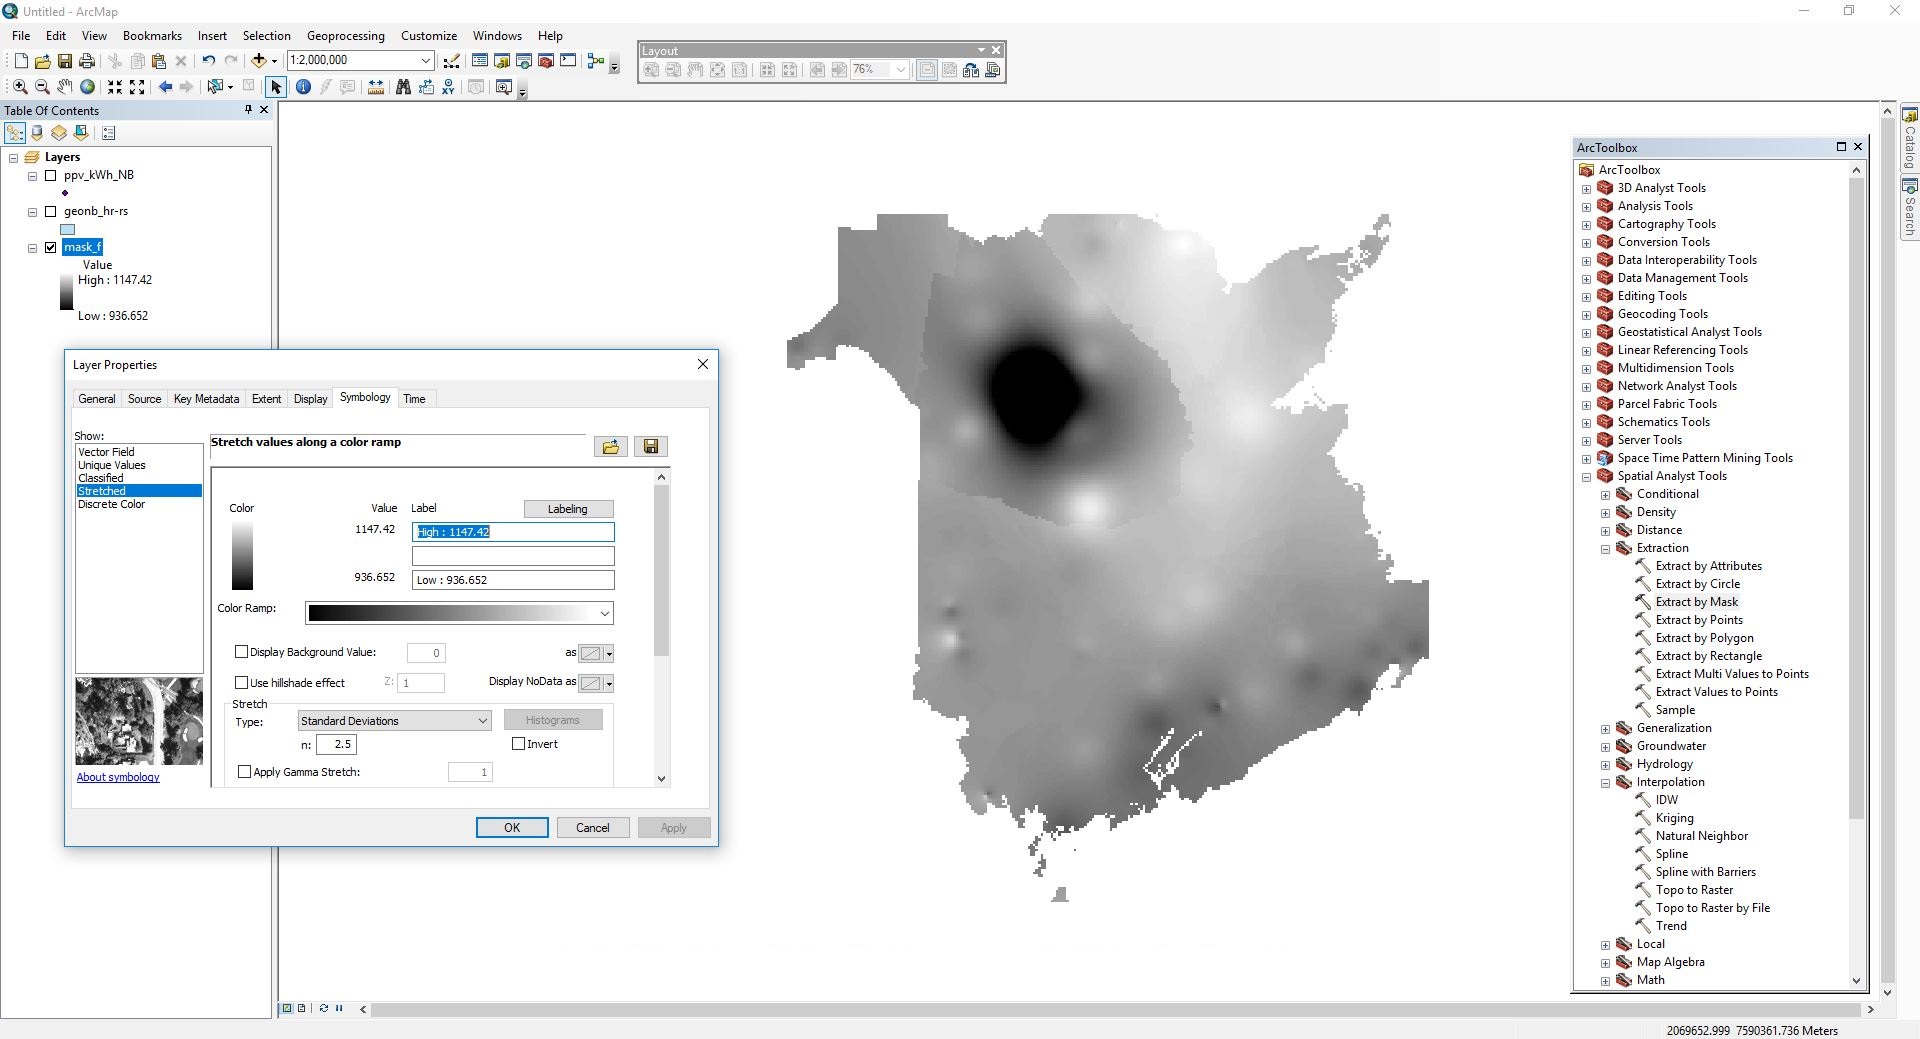 Untitled - ArcMap
File Edit View Bookmarks Insert Selection Geoprocessing Customize Windows Help
1:2,000,000
Layout
76%
Table Of Contents
Layers
ppv_kWh_NB
geonb_hr-rs
mask_f
Value
High : 1147.42
Low : 936.652
Layer Properties
General Source Key Metadata Extent Display Symbology Time
Show:
Vector Field
Unique Values
Classified
Stretched
Discrete Color
About symbology
Stretch values along a color ramp
Color Value Label Labeling
1147.42 High : 1147.42
936.652 Low : 936.652
Color Ramp:
Display Background Value: 0 as
Use hillshade effect Z: 1 Display NoData as
Stretch
Type: Standard Deviations Histograms
n: 2.5 Invert
Apply Gamma Stretch: 1
OK Cancel Apply
ArcToolbox
ArcToolbox
3D Analyst Tools
Analysis Tools
Cartography Tools
Conversion Tools
Data Interoperability Tools
Data Management Tools
Editing Tools
Geocoding Tools
Geostatistical Analyst Tools
Linear Referencing Tools
Multidimension Tools
Network Analyst Tools
Parcel Fabric Tools
Schematics Tools
Server Tools
Space Time Pattern Mining Tools
Spatial Analyst Tools
Conditional
Density
Distance
Extraction
Extract by Attributes
Extract by Circle
Extract by Mask
Extract by Points
Extract by Polygon
Extract by Rectangle
Extract Multi Values to Points
Extract Values to Points
Sample
Generalization
Groundwater
Hydrology
Interpolation
IDW
Kriging
Natural Neighbor
Spline
Spline with Barriers
Topo to Raster
Topo to Raster by File
Trend
Local
Map Algebra
Math
Catalog
Search
2069652.999 7590361.736 Meters